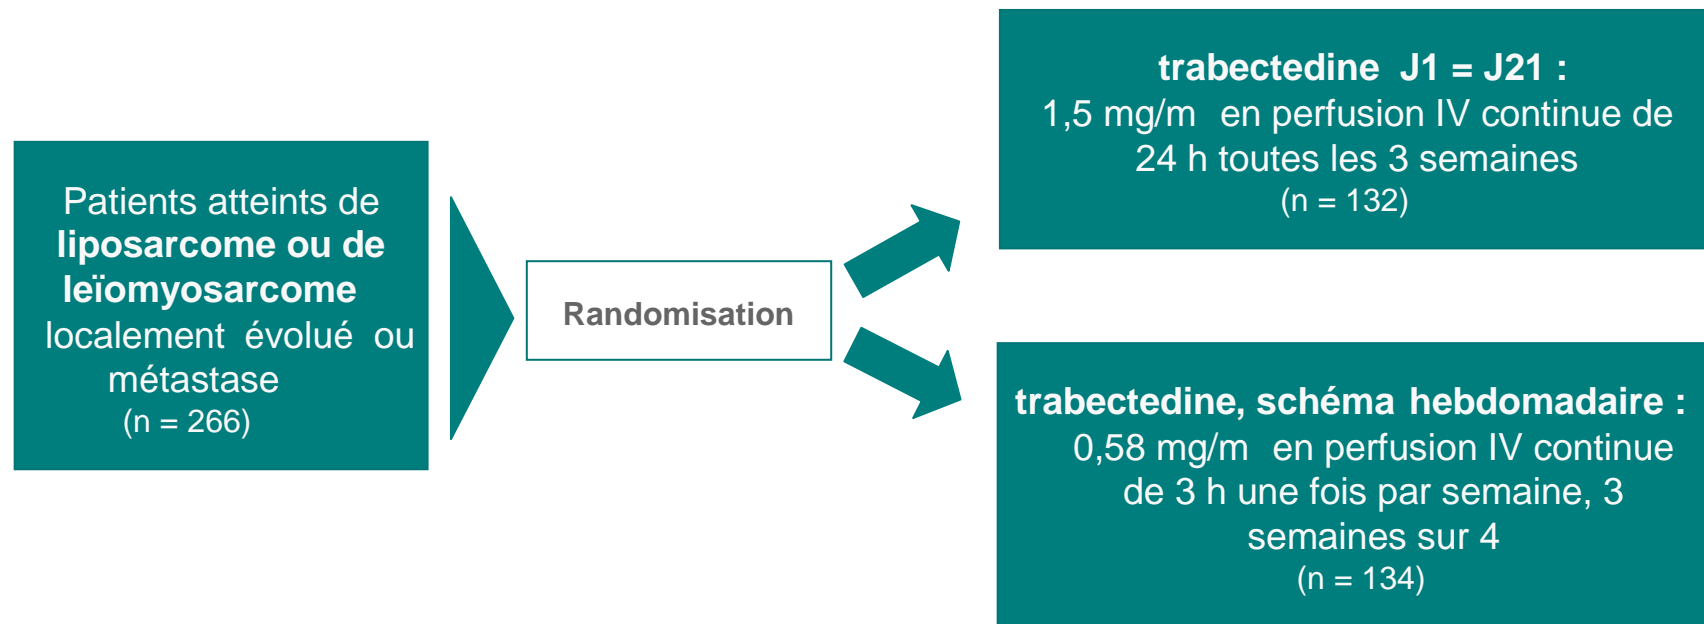 Patients atteints de
liposarcome ou de
leïomyosarcome
localement évolué ou
métastase
(n = 266)
Randomisation
trabectedine J1 = J21 :
1,5 mg/m en perfusion IV continue de
24 h toutes les 3 semaines
(n = 132)
trabectedine, schéma hebdomadaire :
0,58 mg/m en perfusion IV continue
de 3 h une fois par semaine, 3
semaines sur 4
(n = 134)